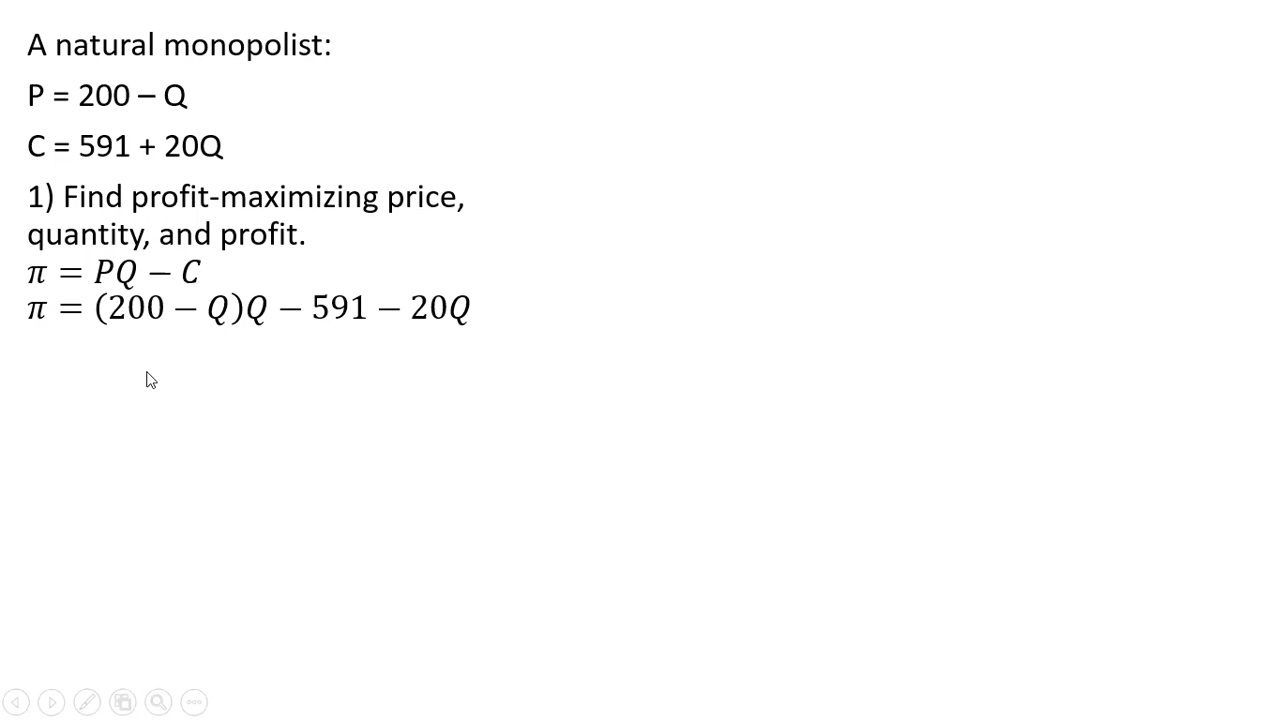 A natural monopolist:
P = 200 – Q
C = 591 + 20Q
1) Find profit-maximizing price,
quantity, and profit.
𝜋 = 𝑃𝑄 − 𝐶
𝜋 = (200 − 𝑄)𝑄 − 591 − 20𝑄